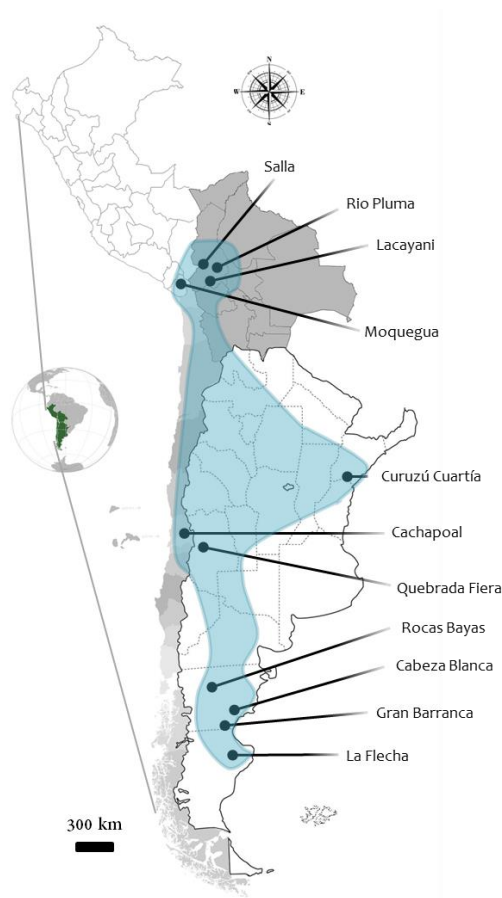 N
W
E
S
Salla
Rio Pluma
Lacayani
Moquegua
Curuzú Cuartía
Cachapoal
Quebrada Fiera
Rocas Bayas
Cabeza Blanca
Gran Barranca
La Flecha
300 km